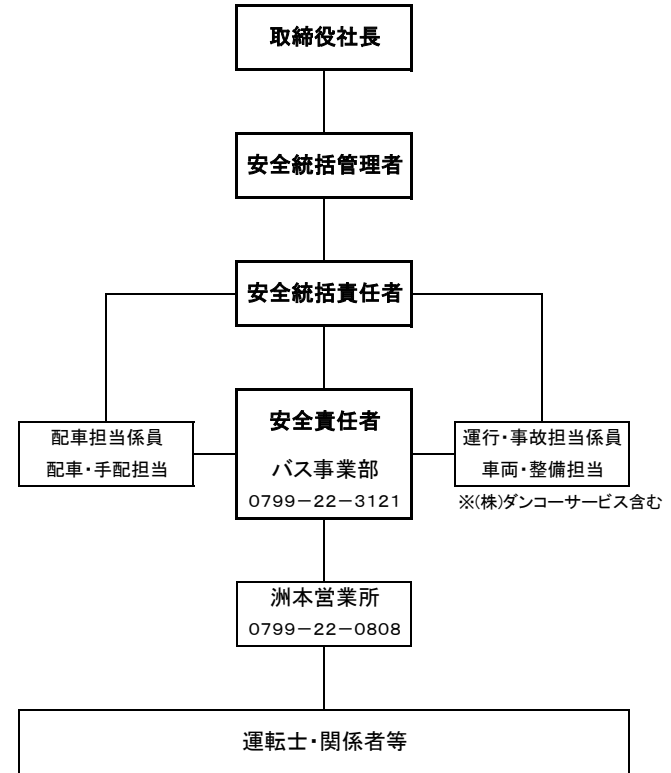 取締役社長
安全統括管理者
安全統括責任者
配車担当係員
配車・手配担当
安全責任者
バス事業部
0799－22－3121
運行・事故担当係員
車両・整備担当
※(株)ダンコーサービス含む
洲本営業所
0799－22－0808
運転士・関係者等